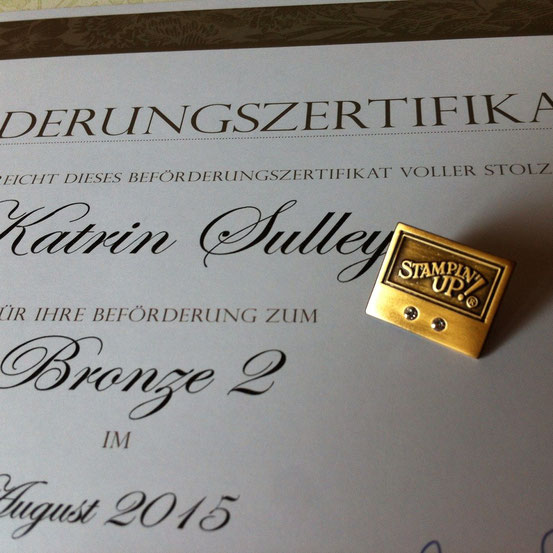 DERUNGSZERTIFIKA
REICHT DIESES BEFÖRDERUNGSZERTIFIKAT VOLLER STOLZ
Katrin Sulley
STAMPIN'
UP!®
ÜR IHRE BEFÖRDERUNG ZUM
Bronze 2
IM
August 2015